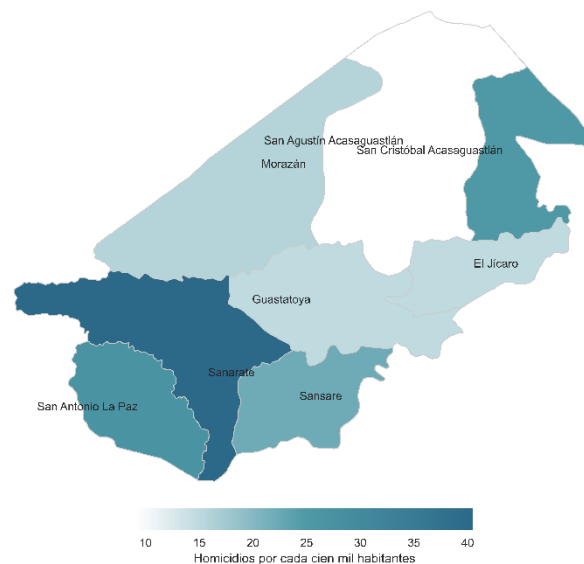 San Agustín Acasaguastlán
San Cristóbal Acasaguastlán
Morazán
El Jícaro
Guastatoya
Sanarate
Sansare
San Antonio La Paz
10 15 20 25 30 35 40
Homicidios por cada cien mil habitantes